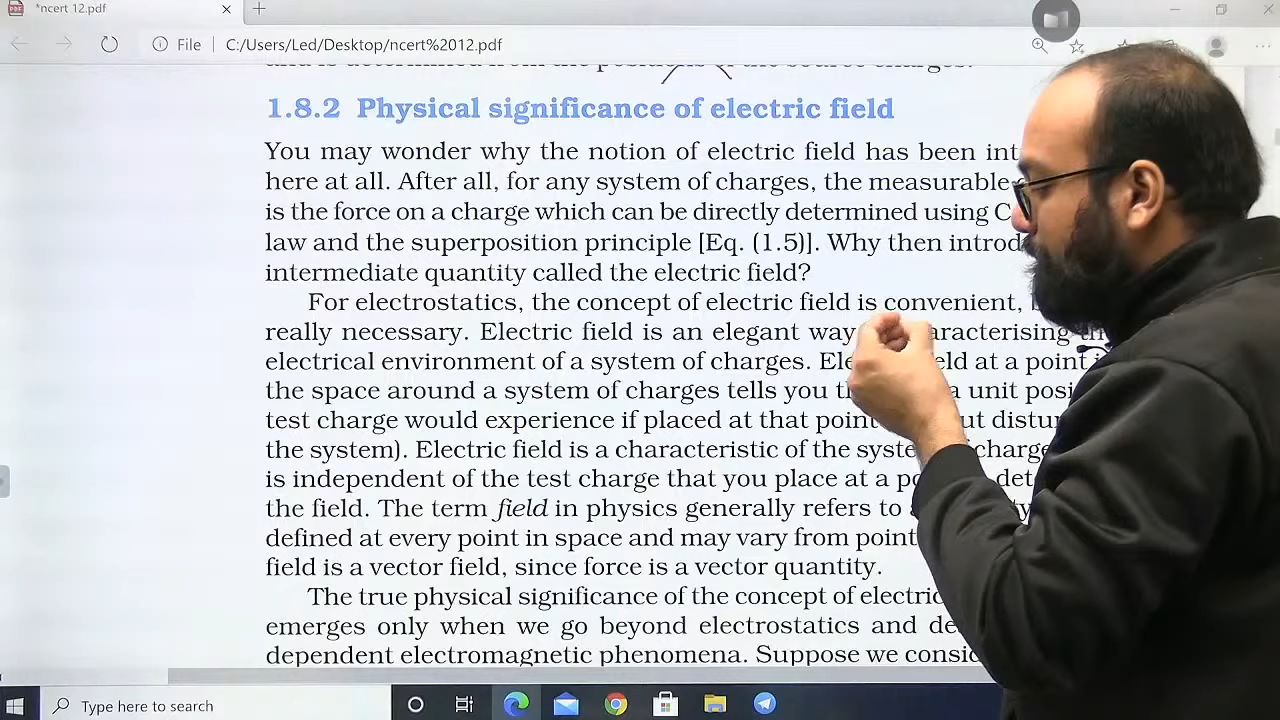 *ncert 12.pdf
File | C:/Users/Led/Desktop/ncert%2012.pdf
1.8.2 Physical significance of electric field
You may wonder why the notion of electric field has been
here at all. After all, for any system of charges, the measurable
is the force on a charge which can be directly determined using
law and the superposition principle [Eq. (1.5)]. Why then
intermediate quantity called the electric field?
For electrostatics, the concept of electric field is convenient,
really necessary. Electric field is an elegant way
electrical environment of a system of charges. at a point
the space around a system of charges tells you a unit
test charge would experience if placed at that point
the system). Electric field is a characteristic of the
is independent of the test charge that you place at a
the field. The term field in physics generally refers to
defined at every point in space and may vary from point
field is a vector field, since force is a vector quantity.
The true physical significance of the concept of
emerges only when we go beyond electrostatics and
dependent electromagnetic phenomena. Suppose we
Type here to search